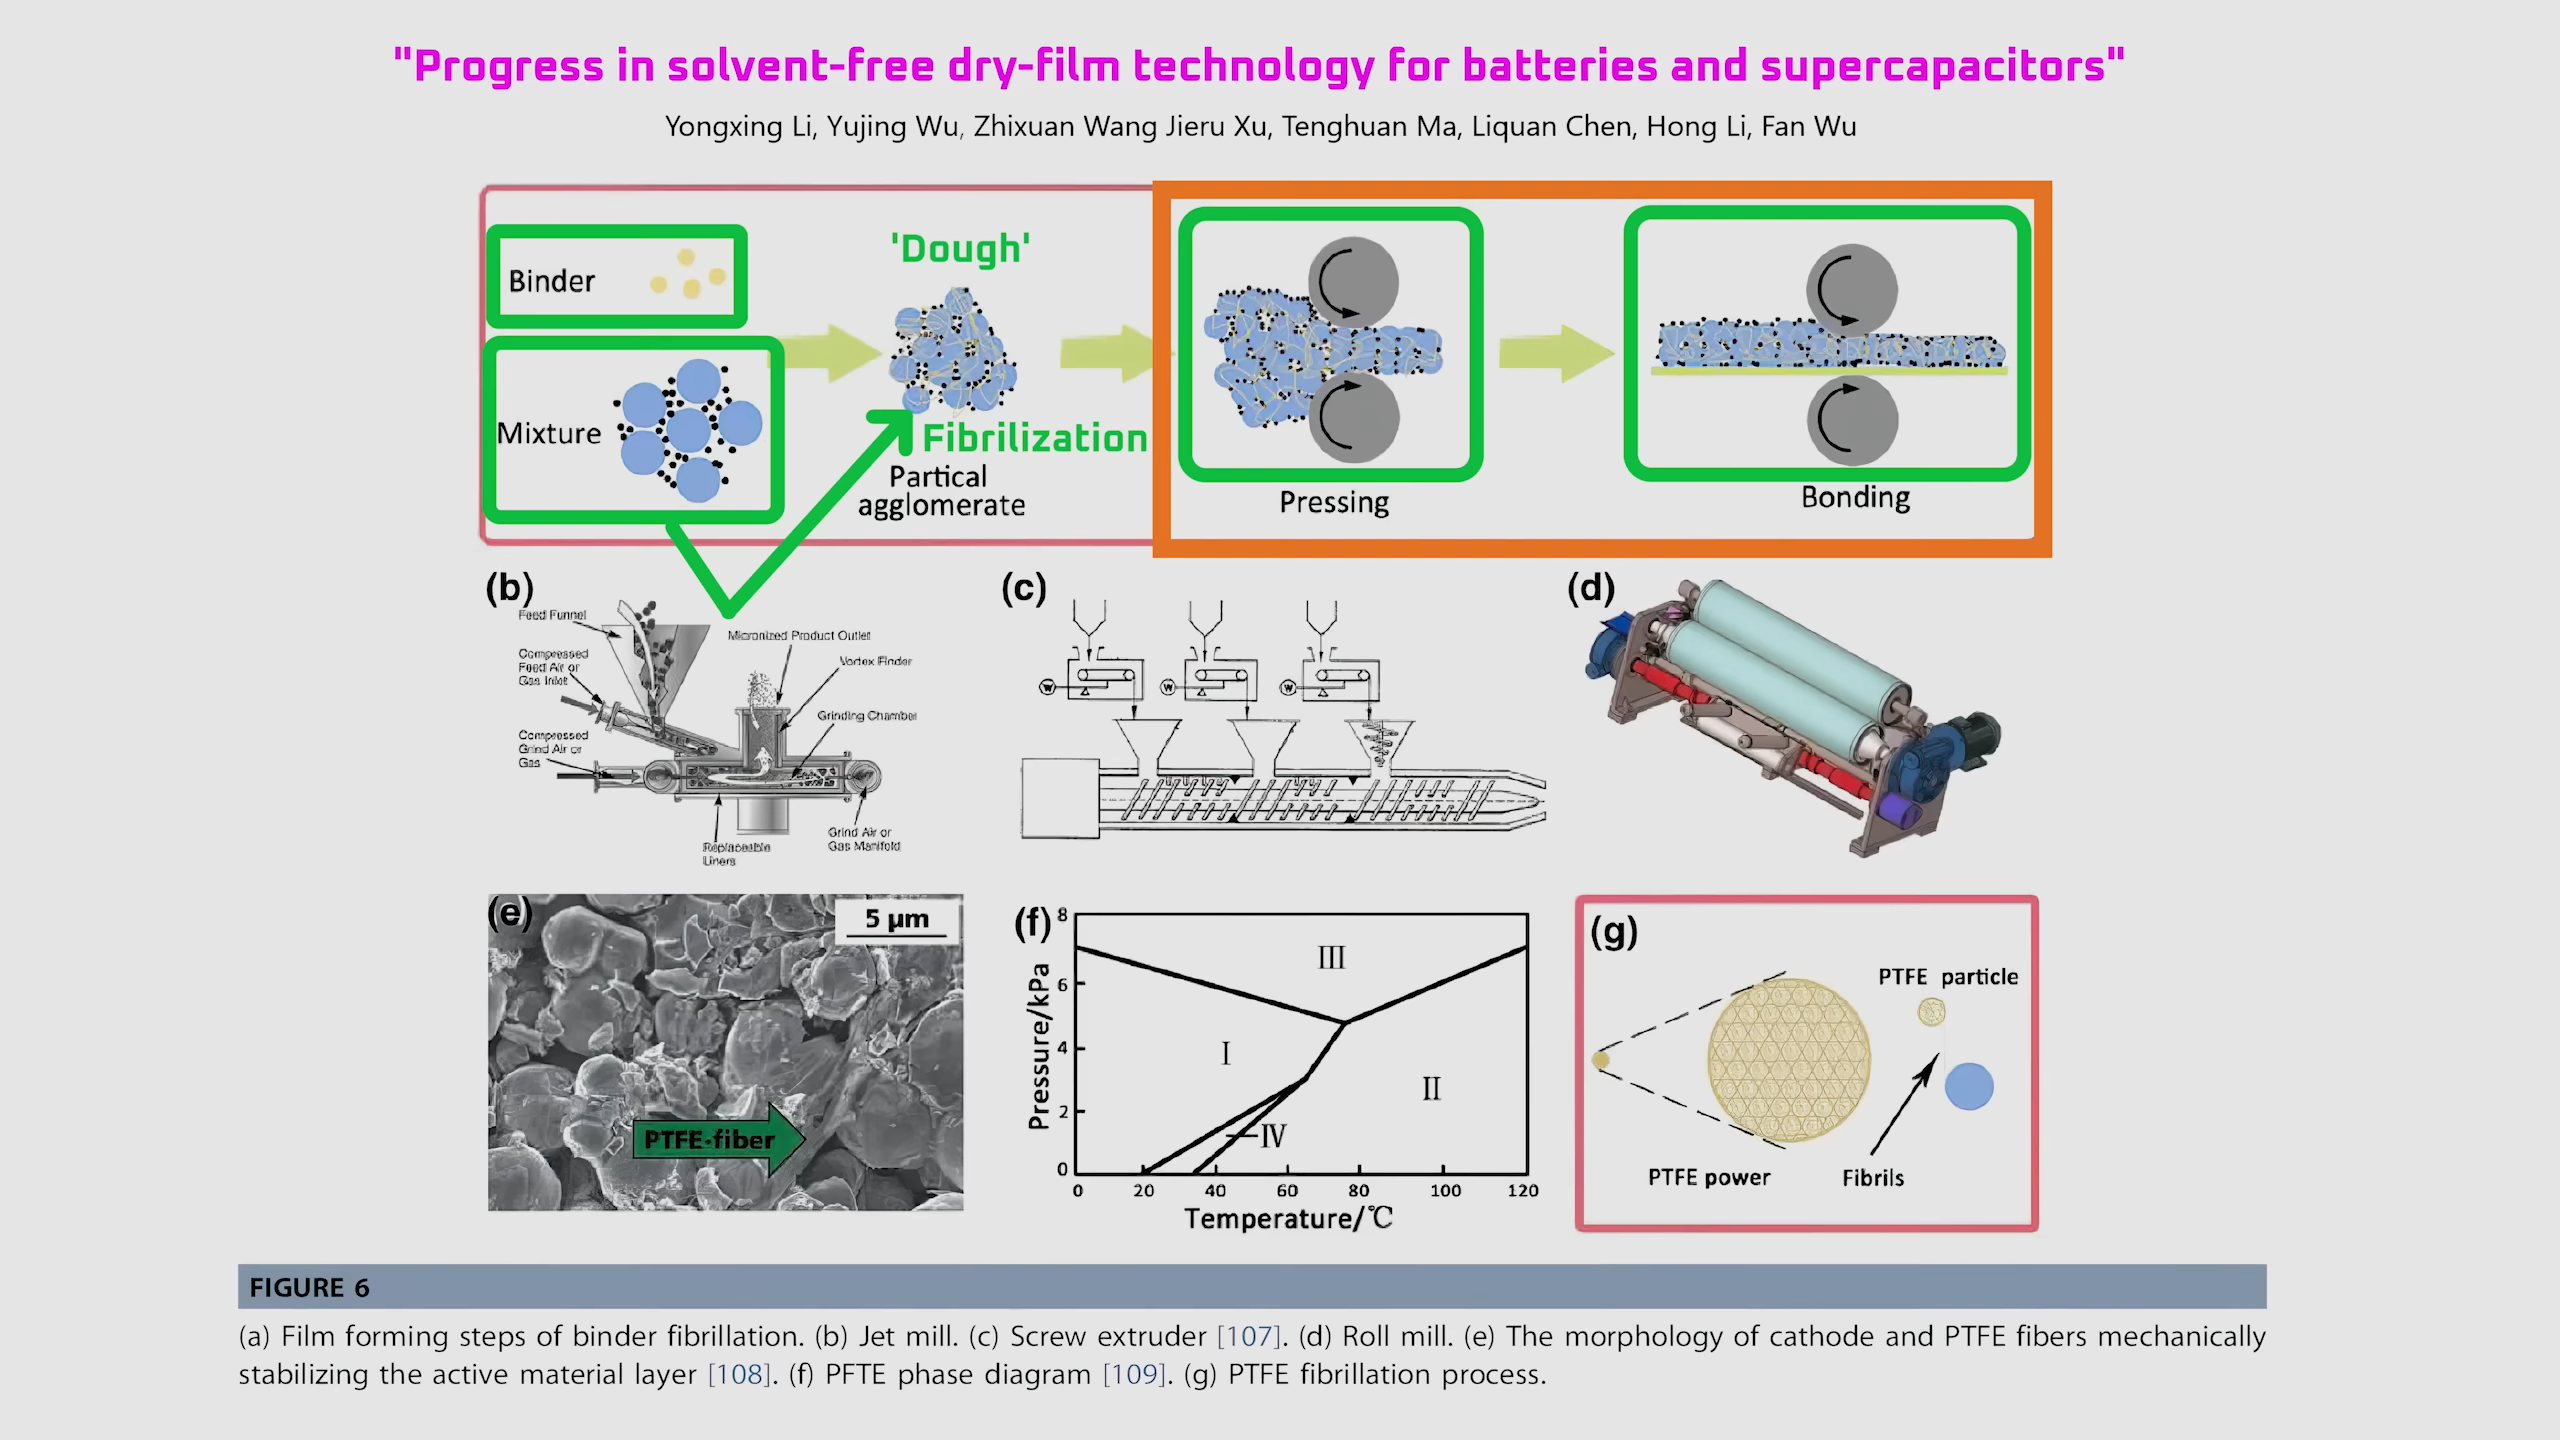 "Progress in solvent-free dry-film technology for batteries and supercapacitors"
Yongxing Li, Yujing Wu, Zhixuan Wang Jieru Xu, Tenghuan Ma, Liquan Chen, Hong Li, Fan Wu
Binder
Mixture
'Dough'
Fibrilization
Partical
agglomerate
Pressing
Bonding
(b)
Feed Funnel
Compressed
Feed Air or
Gas Inlet
Compressed
Grind Air or
Gas
Micronized Product Outlet
Vortex Finder
Grinding Chamber
Replaceable
Liners
Grind Air or
Gas Manifold
(c)
W
W
W
(d)
(e)
5 µm
PTFE-fiber
(f)
Pressure/kPa
8
6
4
2
0
III
I
II
IV
0 20 40 60 80 100 120
Temperature/℃
(g)
PTFE particle
PTFE power
Fibrils
FIGURE 6
(a) Film forming steps of binder fibrillation. (b) Jet mill. (c) Screw extruder [107]. (d) Roll mill. (e) The morphology of cathode and PTFE fibers mechanically
stabilizing the active material layer [108]. (f) PFTE phase diagram [109]. (g) PTFE fibrillation process.